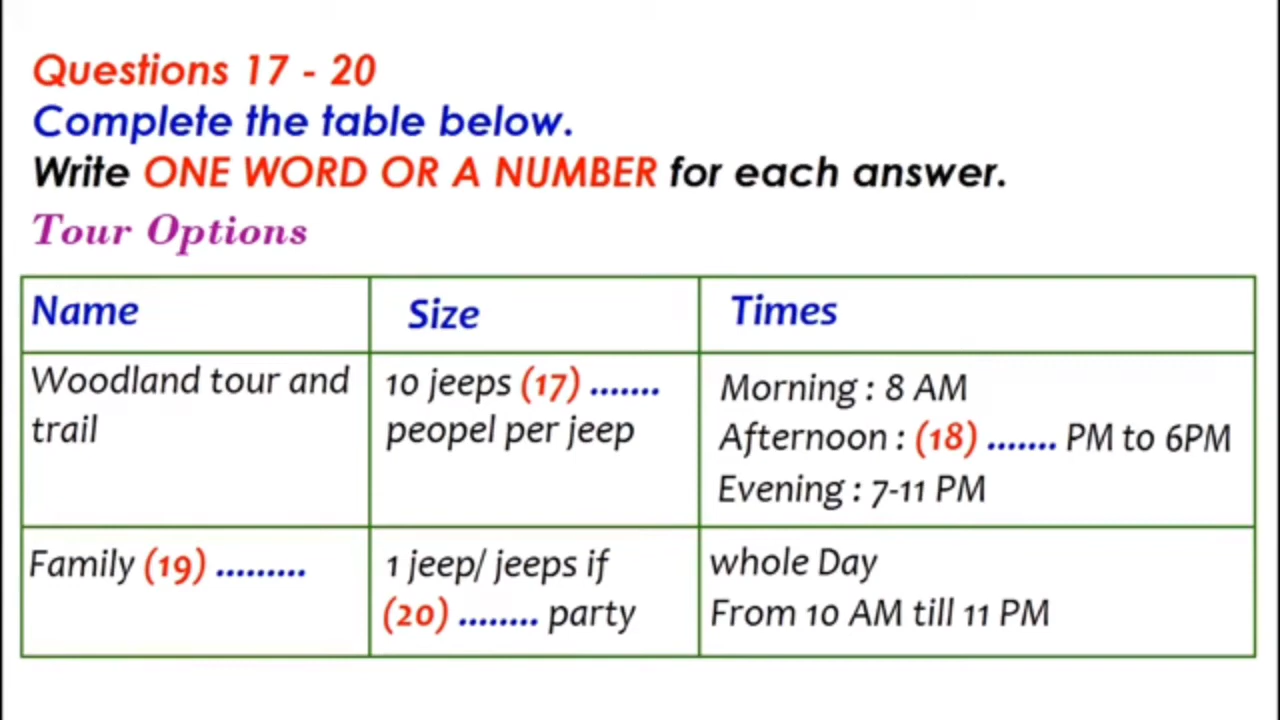 Questions 17 - 20
Complete the table below.
Write ONE WORD OR A NUMBER for each answer.
Tour Options
Name
Size
Times
Woodland tour and
trail
10 jeeps (17) .......
peopel per jeep
Morning : 8 AM
Afternoon : (18) ....... PM to 6PM
Evening : 7-11 PM
Family (19) .........
1 jeep/ jeeps if
(20) ........ party
whole Day
From 10 AM till 11 PM